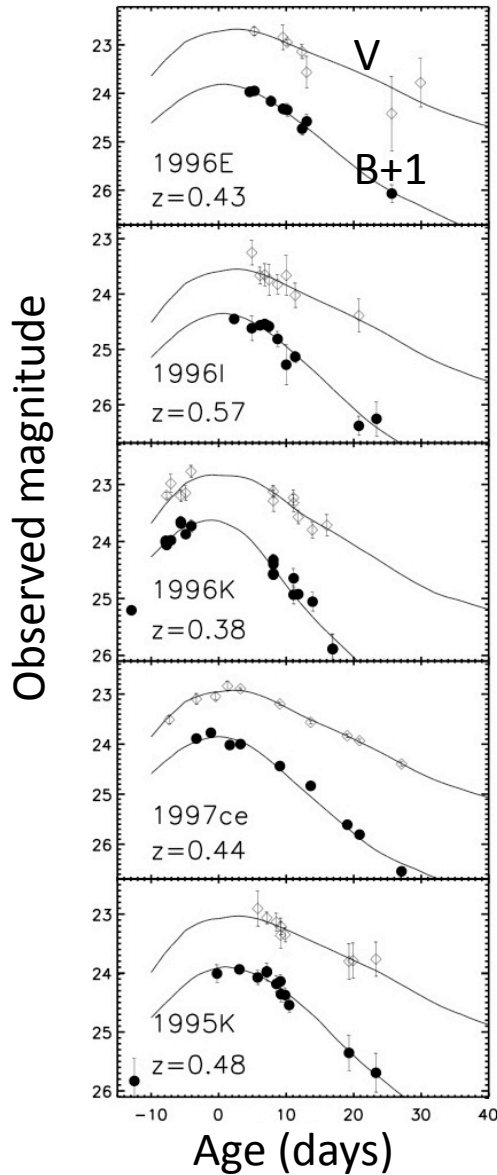 Observed magnitude
23
24
25
26
V
B+1
1996E
z=0.43
23
24
25
26
1996I
z=0.57
23
24
25
26
1996K
z=0.38
23
24
25
26
1997ce
z=0.44
23
24
25
26
1995K
z=0.48
−10 0 10 20 30 40
Age (days)